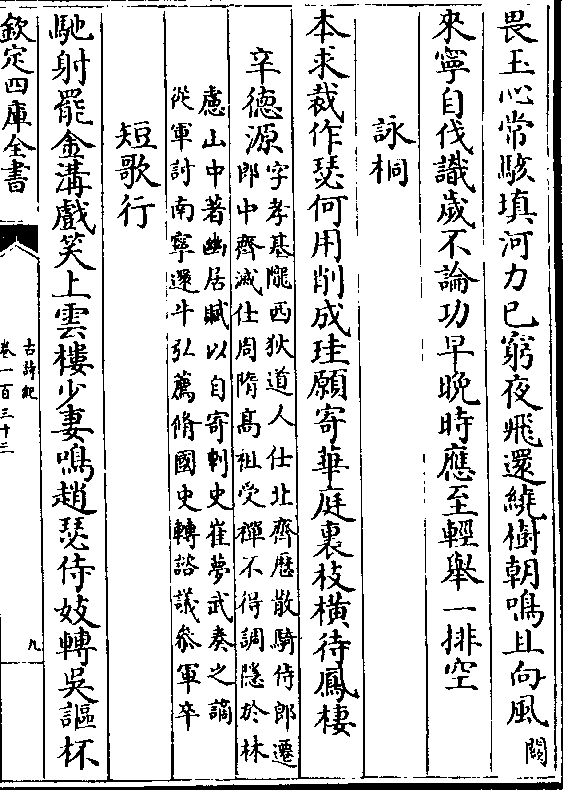 畏玉心常駭填河力已窮夜飛還繞樹朝鳴且向風闕
來寧自伐識歲不論功早晚時應至輕舉一排空
詠桐
本求裁作瑟何用削成珪願寄華庭裏枝橫待鳳棲
辛德源字孝基隴西狄道人仕北齊歴散騎侍郎遷
郎中齊滅仕周隋髙祖受禪不得調隱於林
慮山中著幽居賦以自寄刺史崔夢武奏之謫
從軍討南寧還牛弘薦脩國史轉諮議叅軍卒
短歌行
馳射罷金溝戲笑上雲樓少妻鳴趙瑟侍妓轉吳謳杯
欽定四庫全書
古詩紀
卷一百三十三
九